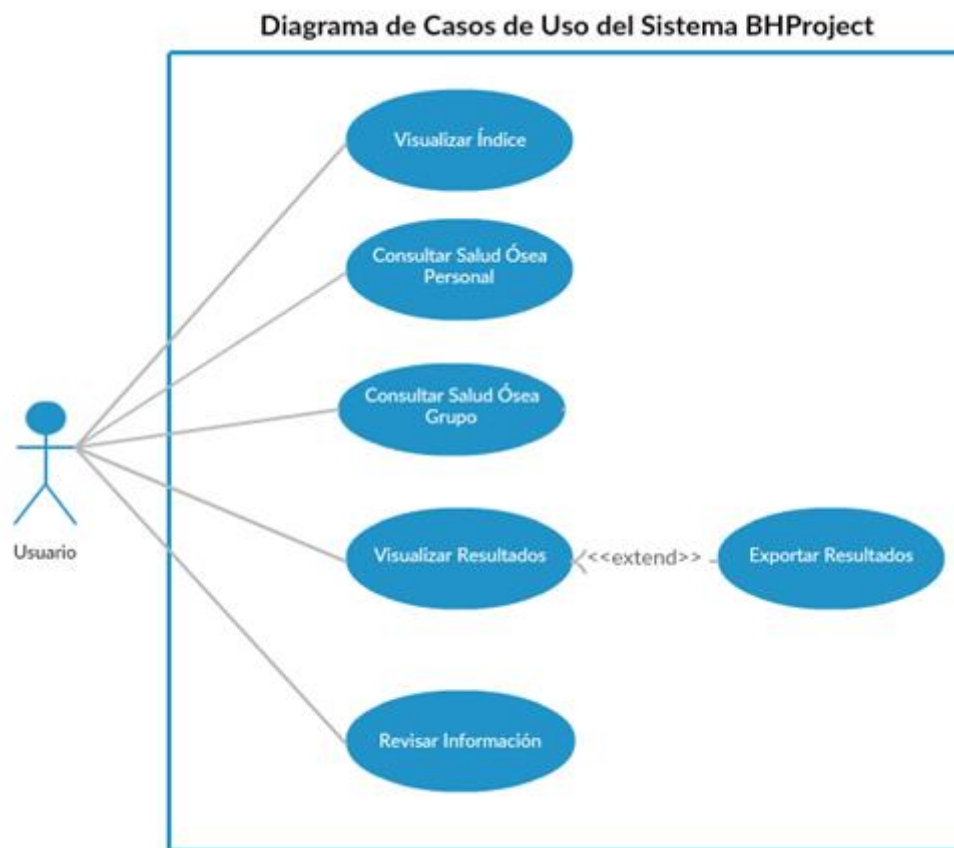 Diagrama de Casos de Uso del Sistema BHProject
Visualizar Índice
Consultar Salud Ósea
Personal
Consultar Salud Ósea
Grupo
Usuario
Visualizar Resultados
<<extend>>
Exportar Resultados
Revisar Información